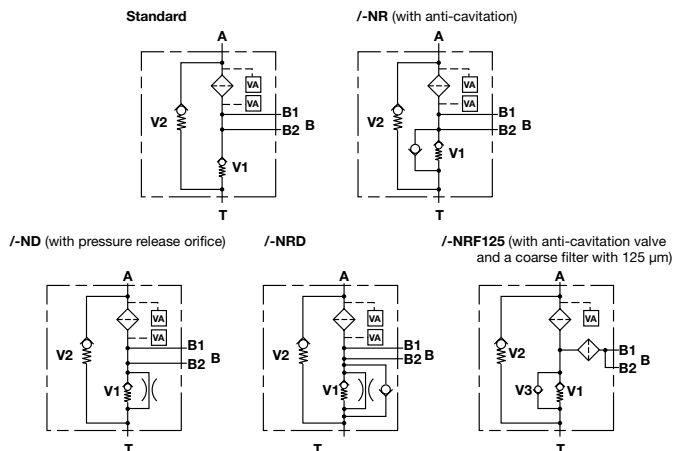 Standard
/-NR (with anti-cavitation)
A
VA
VA
B1
B2 B
V2
V1
T
A
VA
VA
B1
B2 B
V2
V1
T
/-ND (with pressure release orifice)
/-NRD
/-NRF125 (with anti-cavitation valve
and a coarse filter with 125 µm)
A
VA
VA
V2
B1
B2 B
V1
T
A
VA
VA
V2
B1
B2 B
V1
T
A
VA
V2
B1
B
B2
V3
V1
T